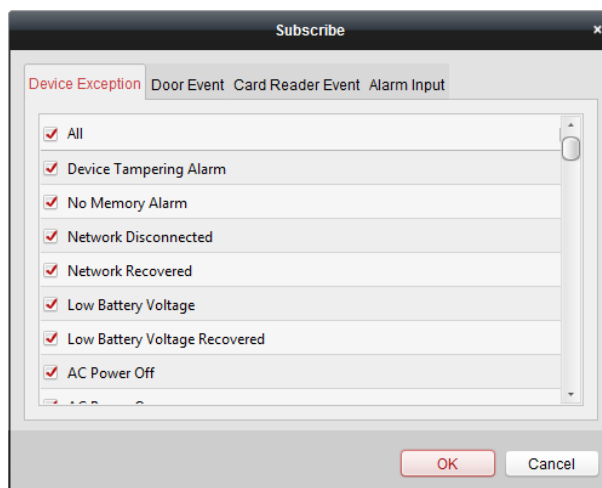 Subscribe
Device Exception Door Event Card Reader Event Alarm Input
All
Device Tampering Alarm
No Memory Alarm
Network Disconnected
Network Recovered
Low Battery Voltage
Low Battery Voltage Recovered
AC Power Off
OK Cancel